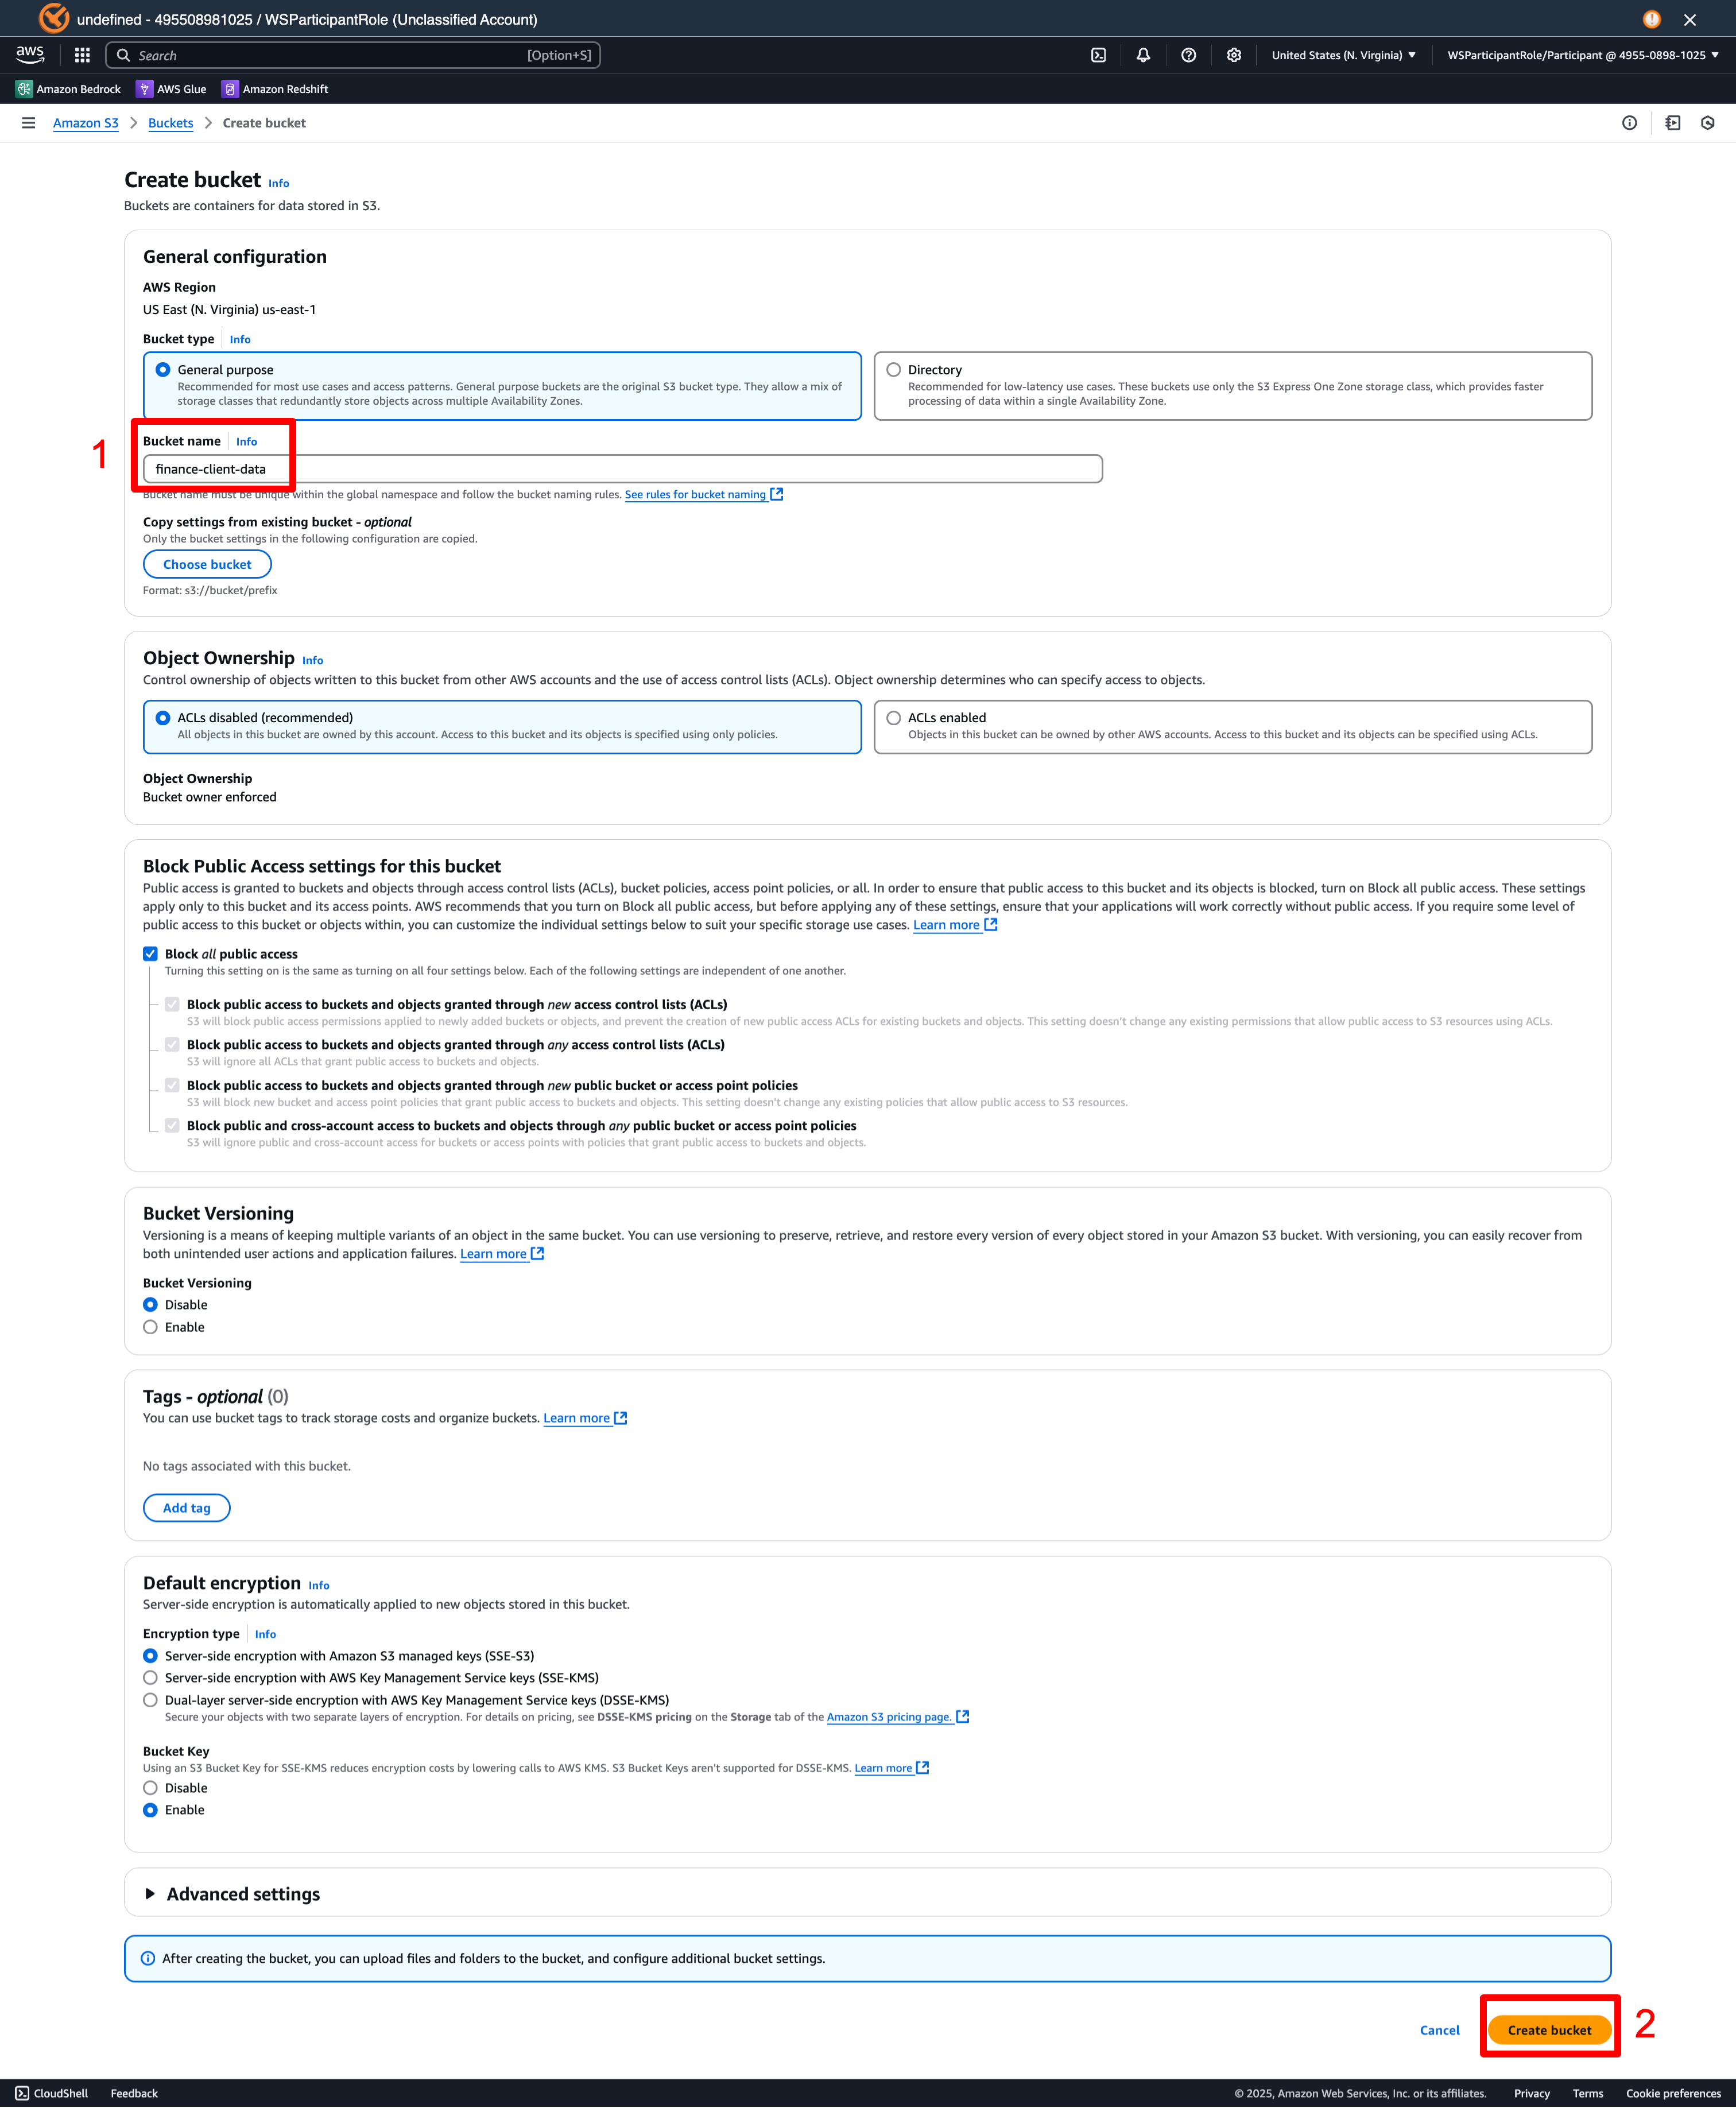 undefined - 495508981025 / WSParticipantRole (Unclassified Account)
aws
Search
[Option+S]
United States (N. Virginia)
WSParticipantRole/Participant @ 4955-0898-1025
Amazon Bedrock
AWS Glue
Amazon Redshift
Amazon S3
Buckets
Create bucket
Create bucket Info
Buckets are containers for data stored in S3.
General configuration
AWS Region
US East (N. Virginia) us-east-1
Bucket type Info
General purpose
Recommended for most use cases and access patterns. General purpose buckets are the original S3 bucket type. They allow a mix of
storage classes that redundantly store objects across multiple Availability Zones.
Directory
Recommended for low-latency use cases. These buckets use only the S3 Express One Zone storage class, which provides faster
processing of data within a single Availability Zone.
1
Bucket name Info
finance-client-data
Bucket name must be unique within the global namespace and follow the bucket naming rules. See rules for bucket naming
Copy settings from existing bucket - optional
Only the bucket settings in the following configuration are copied.
Choose bucket
Format: s3://bucket/prefix
Object Ownership Info
Control ownership of objects written to this bucket from other AWS accounts and the use of access control lists (ACLs). Object ownership determines who can specify access to objects.
ACLs disabled (recommended)
All objects in this bucket are owned by this account. Access to this bucket and its objects is specified using only policies.
ACLs enabled
Objects in this bucket can be owned by other AWS accounts. Access to this bucket and its objects can be specified using ACLs.
Object Ownership
Bucket owner enforced
Block Public Access settings for this bucket
Public access is granted to buckets and objects through access control lists (ACLs), bucket policies, access point policies, or all. In order to ensure that public access to this bucket and its objects is blocked, turn on Block all public access. These settings
apply only to this bucket and its access points. AWS recommends that you turn on Block all public access, but before applying any of these settings, ensure that your applications will work correctly without public access. If you require some level of
public access to this bucket or objects within, you can customize the individual settings below to suit your specific storage use cases. Learn more
Block all public access
Turning this setting on is the same as turning on all four settings below. Each of the following settings are independent of one another.
Block public access to buckets and objects granted through new access control lists (ACLs)
S3 will block public access permissions applied to newly added buckets or objects, and prevent the creation of new public access ACLs for existing buckets and objects. This setting doesn't change any existing permissions that allow public access to S3 resources using ACLs.
Block public access to buckets and objects granted through any access control lists (ACLs)
S3 will ignore all ACLs that grant public access to buckets and objects.
Block public access to buckets and objects granted through new public bucket or access point policies
S3 will block new bucket and access point policies that grant public access to buckets and objects. This setting doesn't change any existing policies that allow public access to S3 resources.
Block public and cross-account access to buckets and objects through any public bucket or access point policies
S3 will ignore public and cross-account access for buckets or access points with policies that grant public access to buckets and objects.
Bucket Versioning
Versioning is a means of keeping multiple variants of an object in the same bucket. You can use versioning to preserve, retrieve, and restore every version of every object stored in your Amazon S3 bucket. With versioning, you can easily recover from
both unintended user actions and application failures. Learn more
Bucket Versioning
Disable
Enable
Tags - optional (0)
You can use bucket tags to track storage costs and organize buckets. Learn more
No tags associated with this bucket.
Add tag
Default encryption Info
Server-side encryption is automatically applied to new objects stored in this bucket.
Encryption type Info
Server-side encryption with Amazon S3 managed keys (SSE-S3)
Server-side encryption with AWS Key Management Service keys (SSE-KMS)
Dual-layer server-side encryption with AWS Key Management Service keys (DSSE-KMS)
Secure your objects with two separate layers of encryption. For details on pricing, see DSSE-KMS pricing on the Storage tab of the Amazon S3 pricing page.
Bucket Key
Using an S3 Bucket Key for SSE-KMS reduces encryption costs by lowering calls to AWS KMS. S3 Bucket Keys aren't supported for DSSE-KMS. Learn more
Disable
Enable
Advanced settings
After creating the bucket, you can upload files and folders to the bucket, and configure additional bucket settings.
Cancel
Create bucket
2
CloudShell
Feedback
© 2025, Amazon Web Services, Inc. or its affiliates.
Privacy
Terms
Cookie preferences